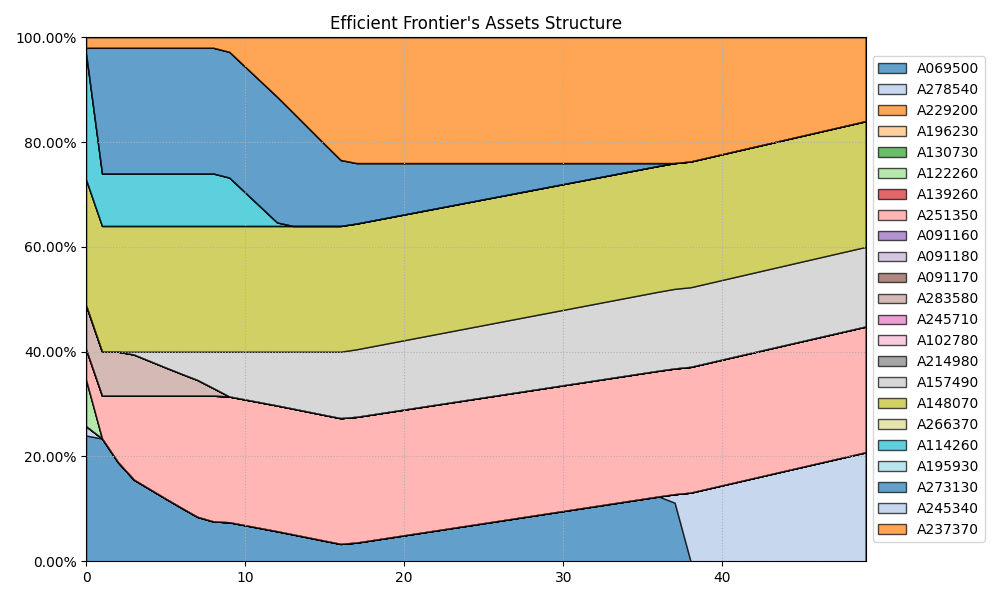 Efficient Frontier's Assets Structure
100.00%
80.00%
60.00%
40.00%
20.00%
0.00%
0
10
20
30
40
A069500
A278540
A229200
A196230
A130730
A122260
A139260
A251350
A091160
A091180
A091170
A283580
A245710
A102780
A214980
A157490
A148070
A266370
A114260
A195930
A273130
A245340
A237370